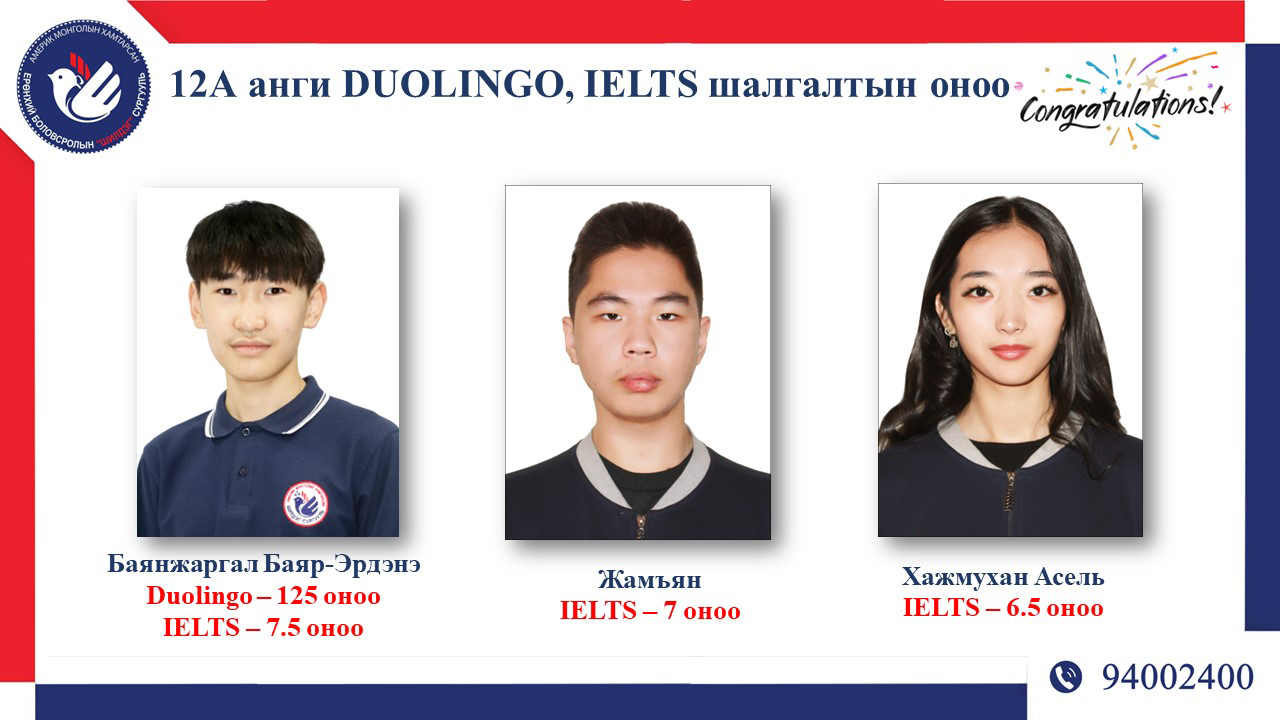 АМЕРИК МОНГОЛЫН ХАМТАРСАН
ЕРӨНХИЙ БОЛОВСРОЛЫН "ШИЛДЭГ" СУРГУУЛЬ
12А анги DUOLINGO, IELTS шалгалтын оноо
Congratulations!
Баянжаргал Баяр-Эрдэнэ
Duolingo – 125 оноо
IELTS – 7.5 оноо
Жамъян
IELTS – 7 оноо
Хажмухан Асель
IELTS – 6.5 оноо
94002400